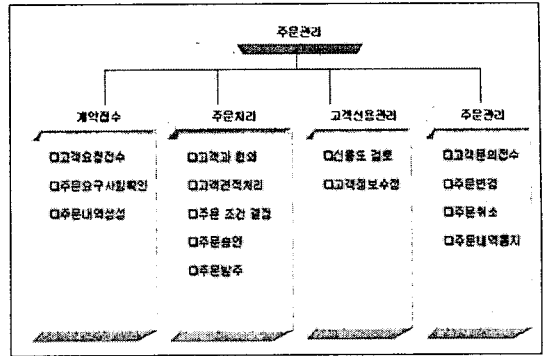 주문관리
계약접수
고객요청접수
주문요구사항확인
주문내역생성
주문처리
고객과 협의
고객견적처리
주문 조건 결정
주문승인
주문발주
고객신용관리
신용도 검토
고객정보수정
주문관리
고객문의접수
주문변경
주문취소
주문내역통지